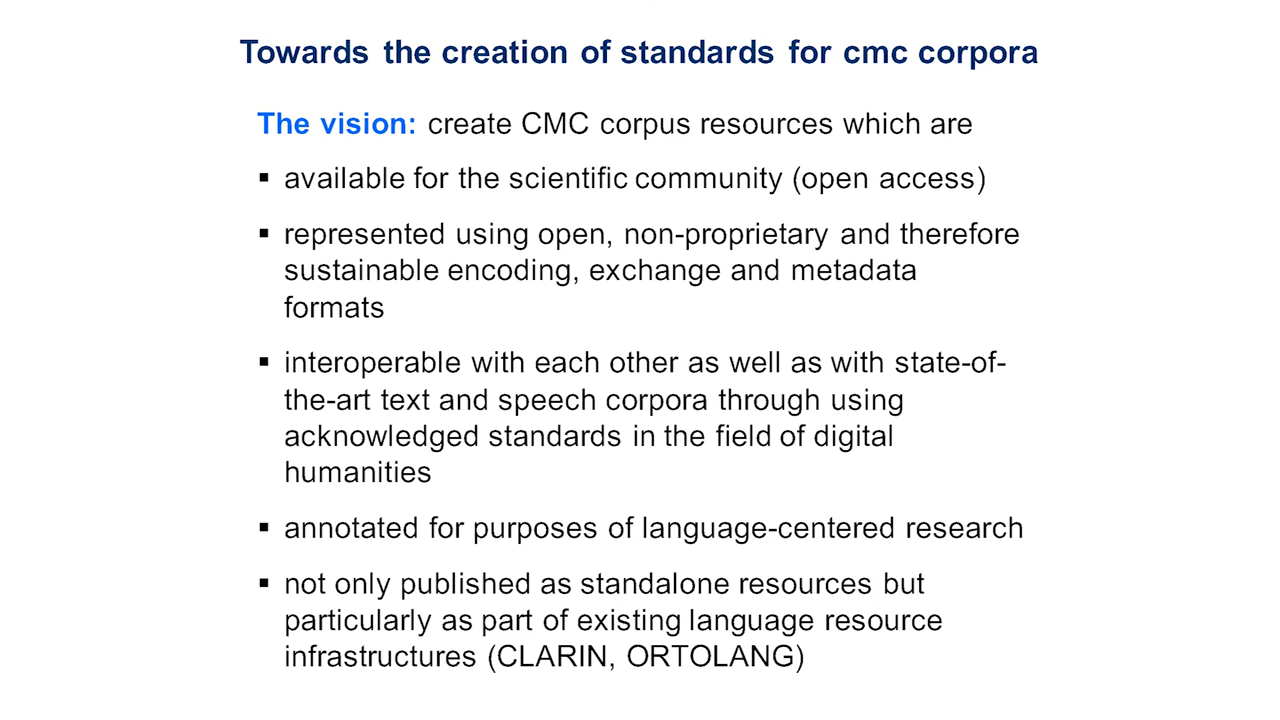 Towards the creation of standards for cmc corpora
The vision: create CMC corpus resources which are
▪ available for the scientific community (open access)
▪ represented using open, non-proprietary and therefore
sustainable encoding, exchange and metadata
formats
▪ interoperable with each other as well as with state-of-
the-art text and speech corpora through using
acknowledged standards in the field of digital
humanities
▪ annotated for purposes of language-centered research
▪ not only published as standalone resources but
particularly as part of existing language resource
infrastructures (CLARIN, ORTOLANG)